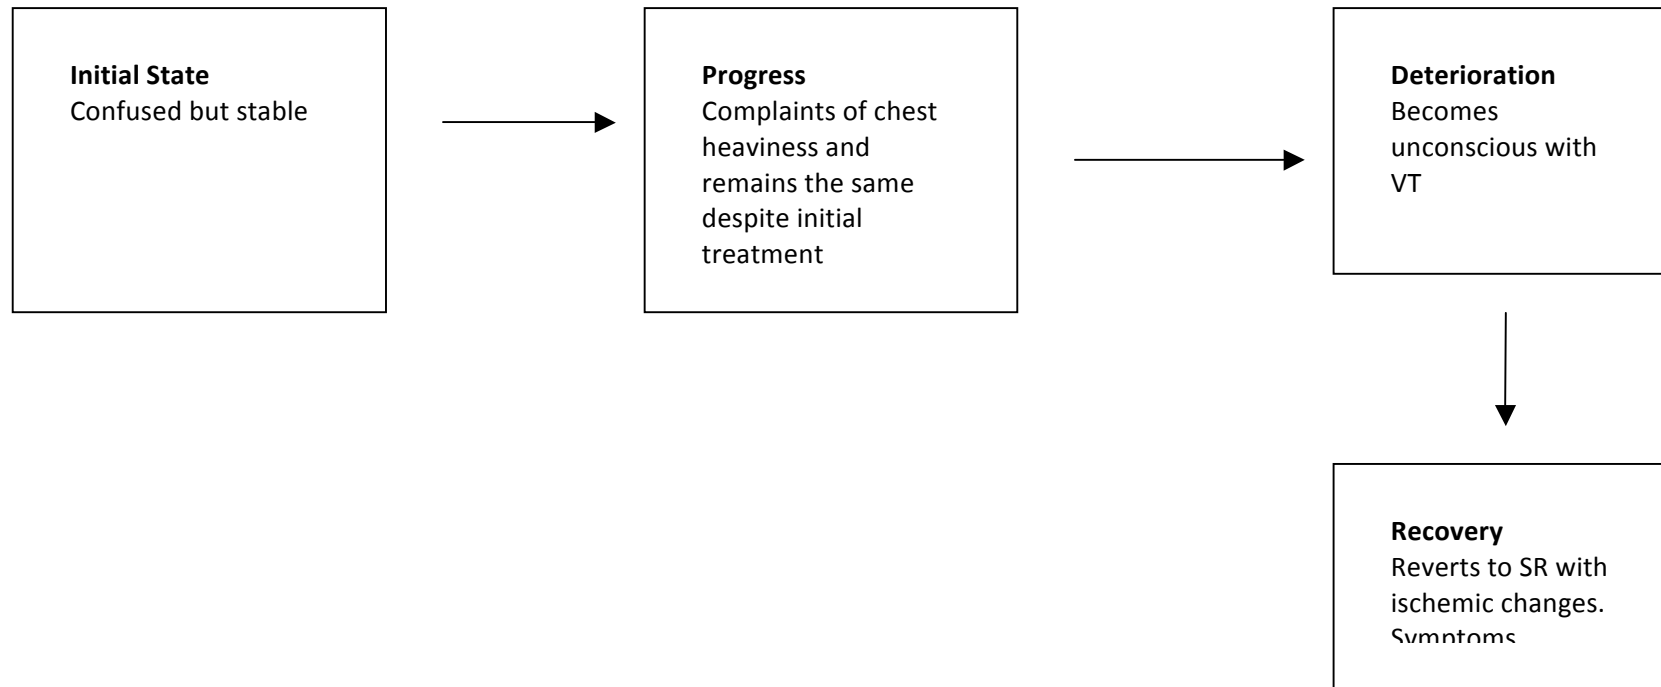 Initial State
Confused but stable
Progress
Complaints of chest
heaviness and
remains the same
despite initial
treatment
Deterioration
Becomes
unconscious with
VT
Recovery
Reverts to SR with
ischemic changes.
Symptoms